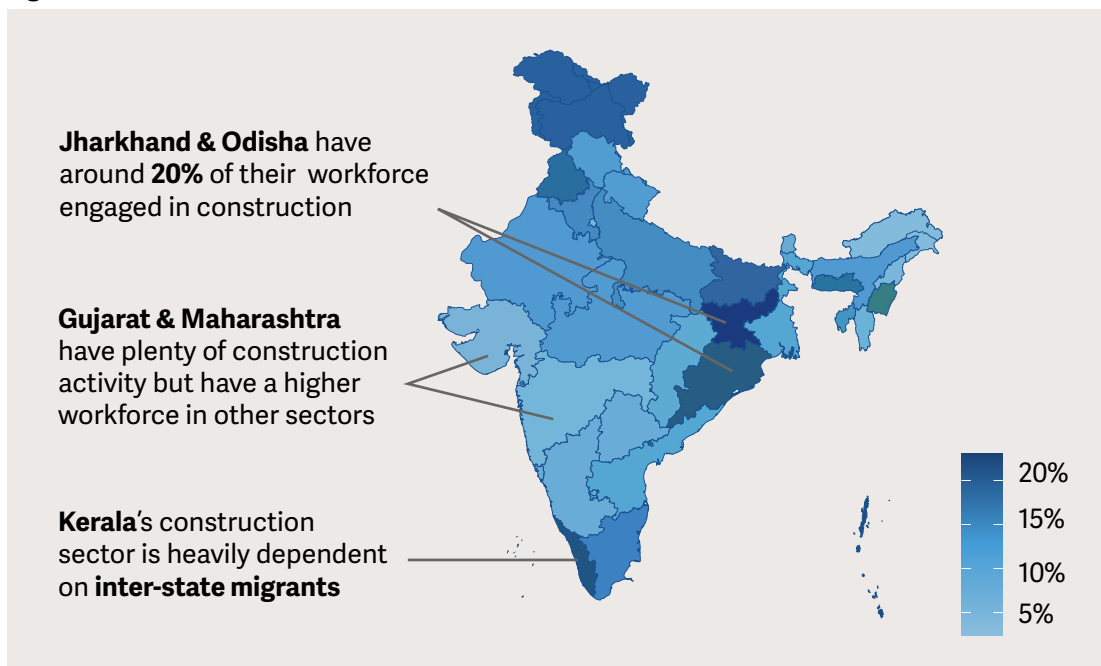 Jharkhand & Odisha have
around 20% of their workforce
engaged in construction
Gujarat & Maharashtra
have plenty of construction
activity but have a higher
workforce in other sectors
Kerala's construction
sector is heavily dependent
on inter-state migrants
20%
15%
10%
5%